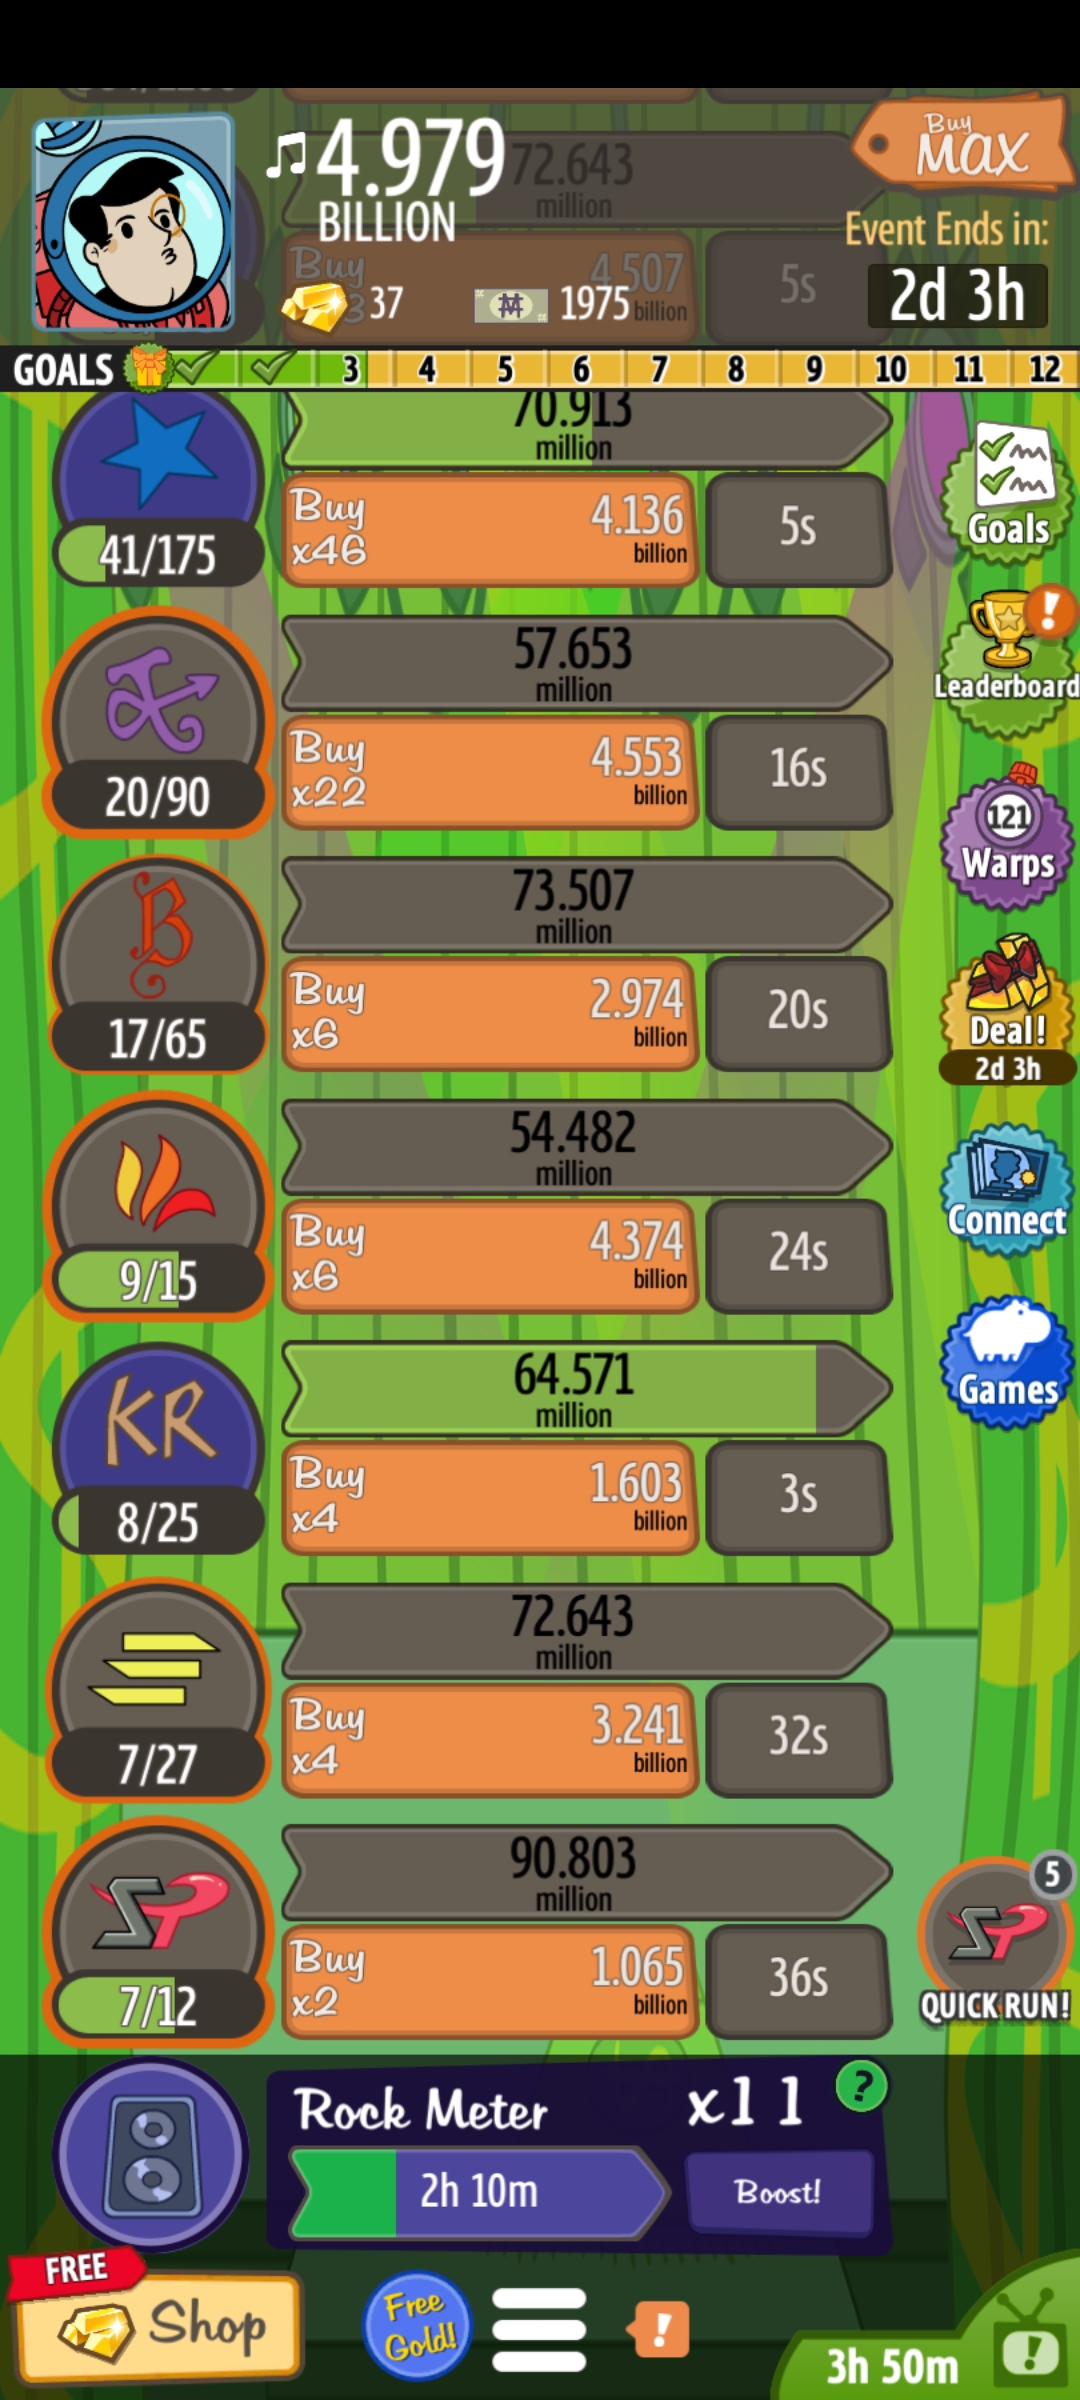 4.979
BILLION
72.643
million
Buy
MAX
Event Ends in:
2d 3h
Buy
4.507
billion
5s
37
1975
GOALS
3 4 5 6 7 8 9 10 11 12
70.913
million
41/175
Buy
x46
4.136
billion
5s
Goals
57.653
million
20/90
Buy
x22
4.553
billion
16s
!
Leaderboard
73.507
million
17/65
Buy
x6
2.974
billion
20s
121
Warps
54.482
million
9/15
Buy
x6
4.374
billion
24s
Deal!
2d 3h
KR
64.571
million
8/25
Buy
x4
1.603
billion
3s
Connect
Games
72.643
million
7/27
Buy
x4
3.241
billion
32s
SP
90.803
million
7/12
Buy
x2
1.065
billion
36s
5
SP
QUICK RUN!
Rock Meter
x11
?
2h 10m
Boost!
FREE
Shop
Free
Gold!
!
3h 50m
!